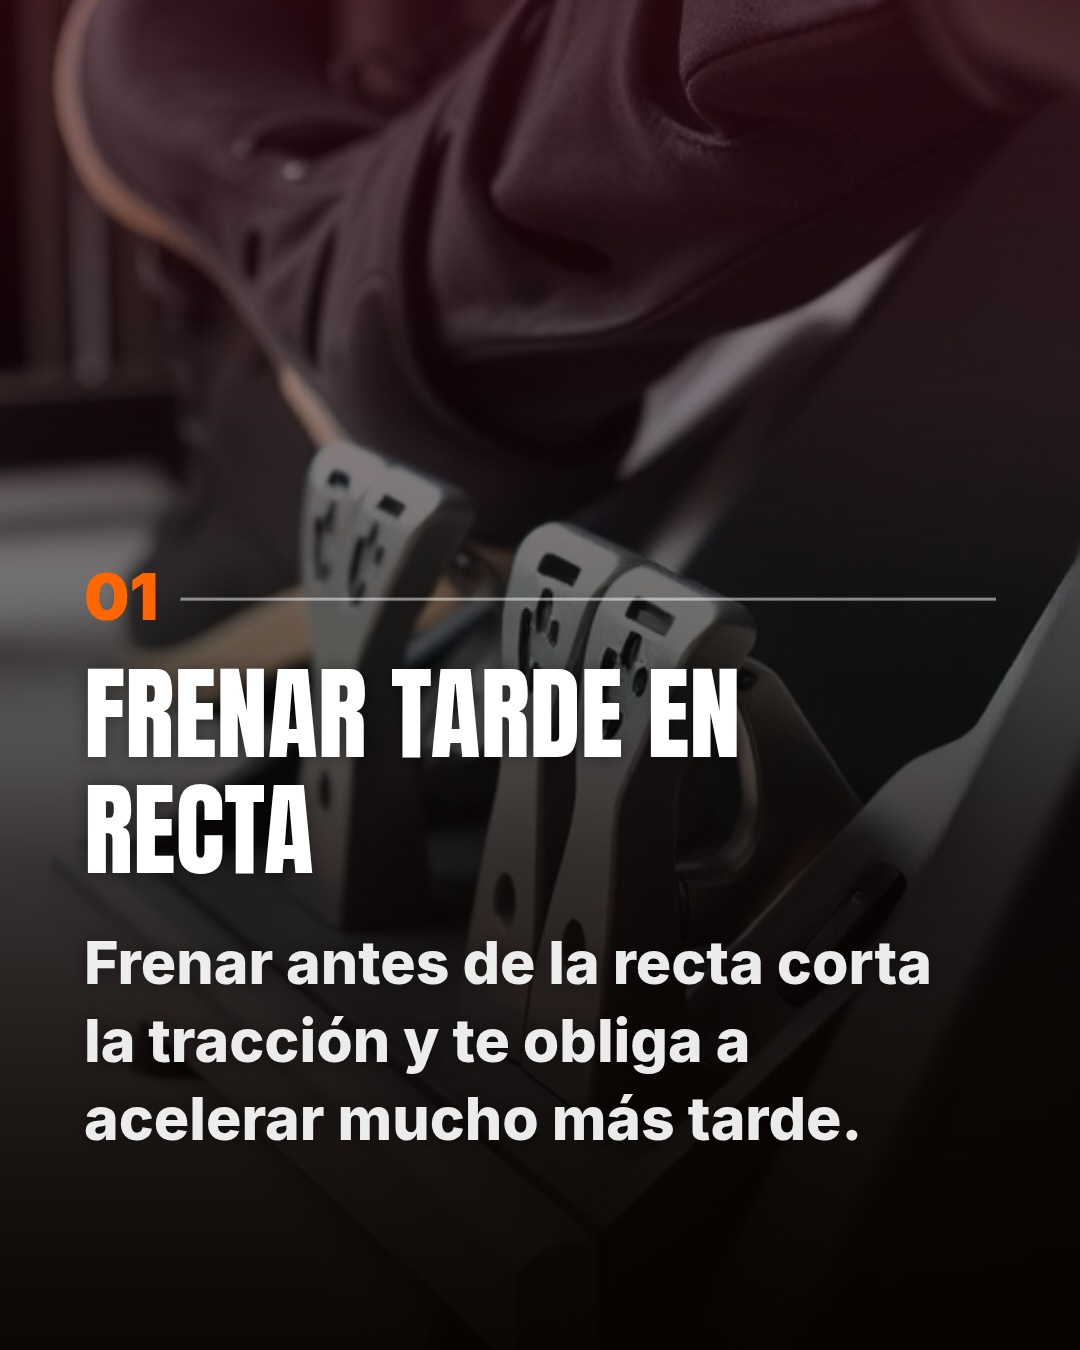 01
FRENAR TARDE EN
RECTA
Frenar antes de la recta corta
la tracción y te obliga a
acelerar mucho más tarde.